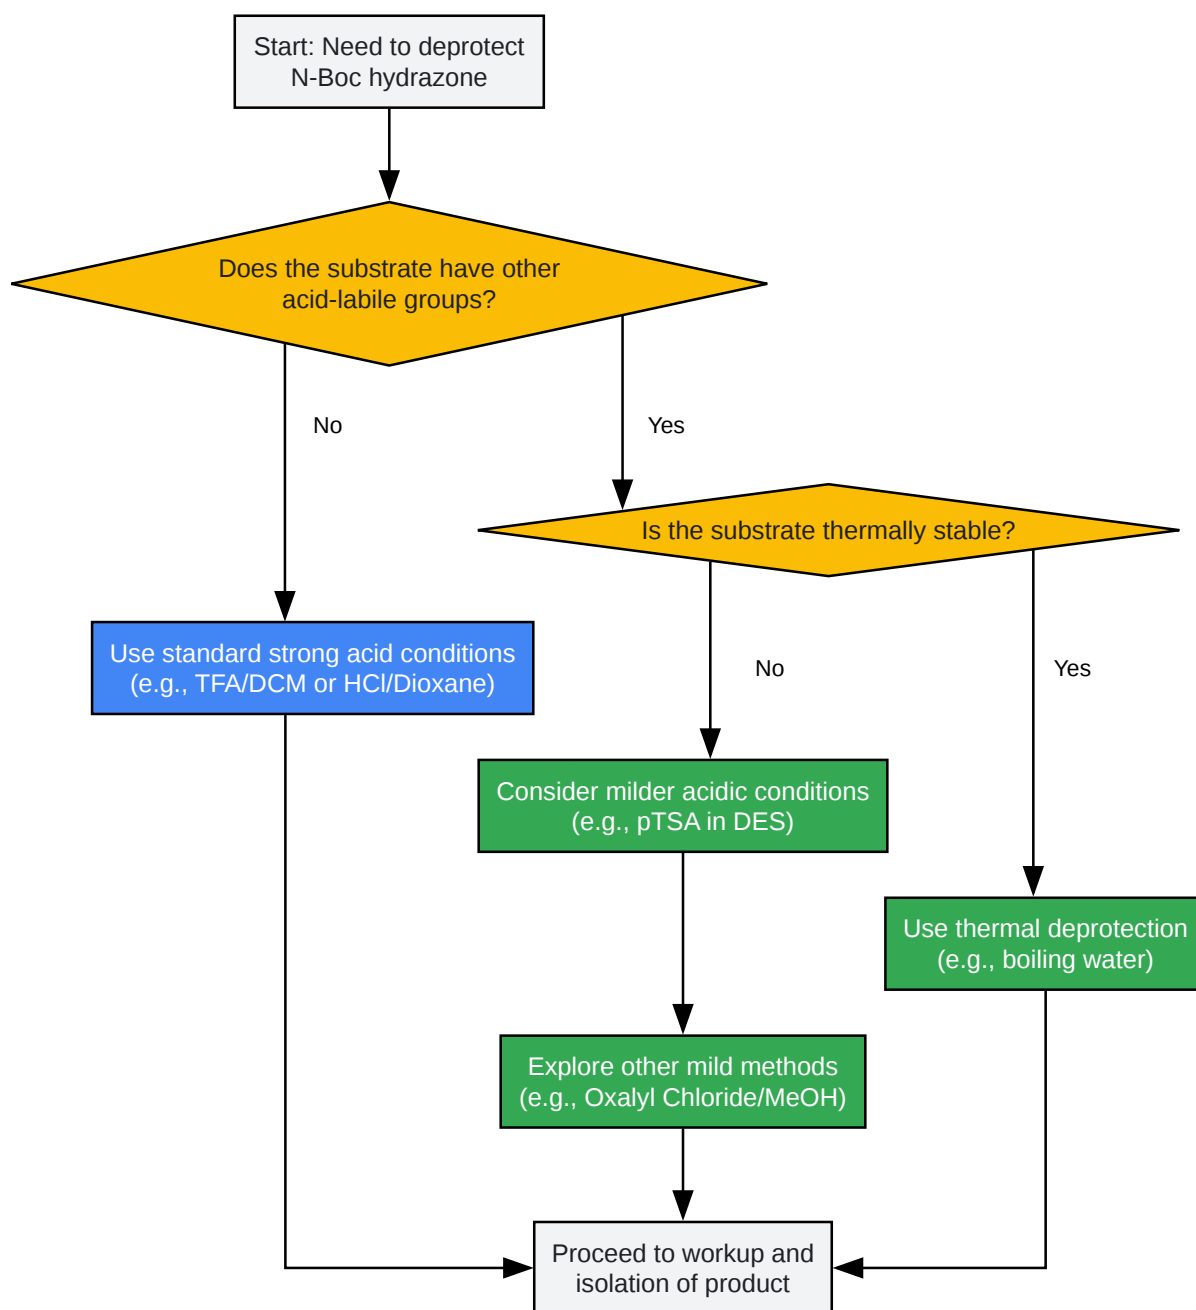 Start: Need to deprotect
N-Boc hydrazone
Does the substrate have other
acid-labile groups?
No
Yes
Is the substrate thermally stable?
Use standard strong acid conditions
(e.g., TFA/DCM or HCl/Dioxane)
No
Yes
Consider milder acidic conditions
(e.g., pTSA in DES)
Use thermal deprotection
(e.g., boiling water)
Explore other mild methods
(e.g., Oxalyl Chloride/MeOH)
Proceed to workup and
isolation of product